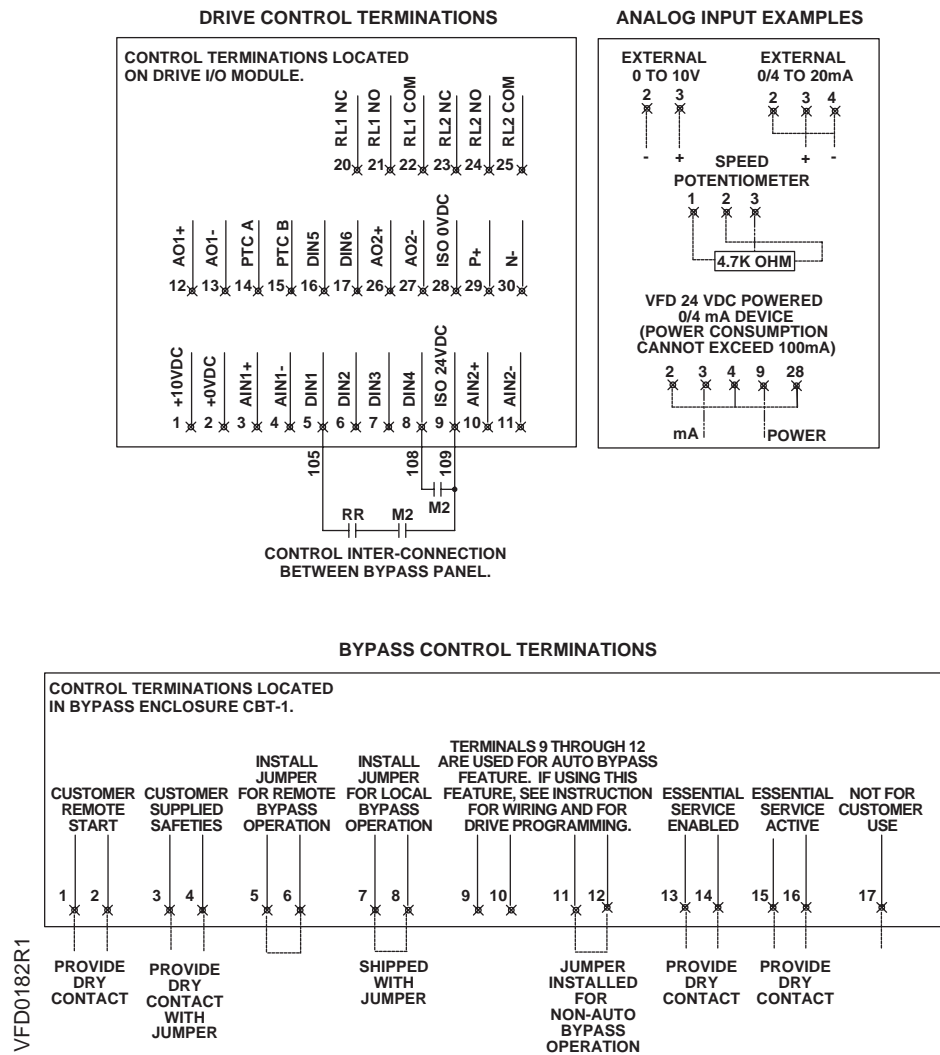 DRIVE CONTROL TERMINATIONS
CONTROL TERMINATIONS LOCATED
ON DRIVE I/O MODULE.
RL1 NC
RL1 NO
RL1 COM
RL2 NC
RL2 NO
RL2 COM
20 21 22 23 24 25
AO1+
AO1-
PTC A
PTC B
DIN5
DIN6
AO2+
AO2-
ISO 0VDC
P+
N-
12 13 14 15 16 17 26 27 28 29 30
+10VDC
+0VDC
AIN1+
AIN1-
DIN1
DIN2
DIN3
DIN4
ISO 24VDC
AIN2+
AIN2-
1 2 3 4 5 6 7 8 9 10 11
105
108
109
M2
RR M2
CONTROL INTER-CONNECTION
BETWEEN BYPASS PANEL.
ANALOG INPUT EXAMPLES
EXTERNAL
0 TO 10V
2 3
- +
EXTERNAL
0/4 TO 20mA
2 3 4
+ -
SPEED
POTENTIOMETER
1 2 3
4.7K OHM
VFD 24 VDC POWERED
0/4 mA DEVICE
(POWER CONSUMPTION
CANNOT EXCEED 100mA)
2 3 4 9 28
mA POWER
BYPASS CONTROL TERMINATIONS
CONTROL TERMINATIONS LOCATED
IN BYPASS ENCLOSURE CBT-1.
CUSTOMER
REMOTE
START
CUSTOMER
SUPPLIED
SAFETIES
INSTALL
JUMPER
FOR REMOTE
BYPASS
OPERATION
INSTALL
JUMPER
FOR LOCAL
BYPASS
OPERATION
TERMINALS 9 THROUGH 12
ARE USED FOR AUTO BYPASS
FEATURE. IF USING THIS
FEATURE, SEE INSTRUCTION
FOR WIRING AND FOR
DRIVE PROGRAMMING.
ESSENTIAL
SERVICE
ENABLED
ESSENTIAL
SERVICE
ACTIVE
NOT FOR
CUSTOMER
USE
1 2 3 4 5 6 7 8 9 10 11 12 13 14 15 16 17
PROVIDE
DRY
CONTACT
PROVIDE
DRY
CONTACT
WITH
JUMPER
SHIPPED
WITH
JUMPER
JUMPER
INSTALLED
FOR
NON-AUTO
BYPASS
OPERATION
PROVIDE
DRY
CONTACT
PROVIDE
DRY
CONTACT
VFD0182R1